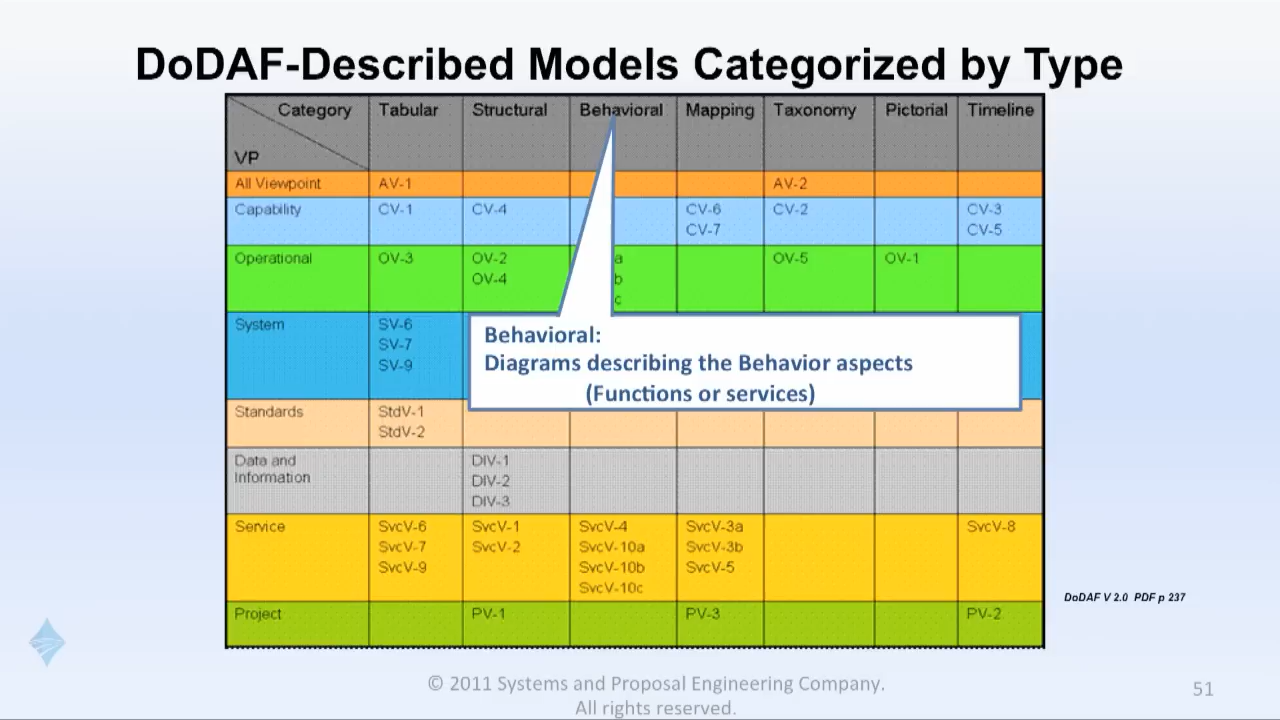 DoDAF-Described Models Categorized by Type
Category Tabular Structural Behavioral Mapping Taxonomy Pictorial Timeline
VP
All Viewpoint AV-1 AV-2
Capability CV-1 CV-4 CV-6 CV-2 CV-3
CV-7 CV-5
Operational OV-3 OV-2 a OV-5 OV-1
OV-4 b
c
System SV-6
SV-7
SV-9
Behavioral:
Diagrams describing the Behavior aspects
(Functions or services)
Standards StdV-1
StdV-2
Data and DIV-1
Information DIV-2
DIV-3
Service SvcV-6 SvcV-1 SvcV-4 SvcV-3a SvcV-8
SvcV-7 SvcV-2 SvcV-10a SvcV-3b
SvcV-9 SvcV-10b SvcV-5
SvcV-10c
Project PV-1 PV-3 PV-2
DoDAF V 2.0 PDF p 237
© 2011 Systems and Proposal Engineering Company.
All rights reserved.
51